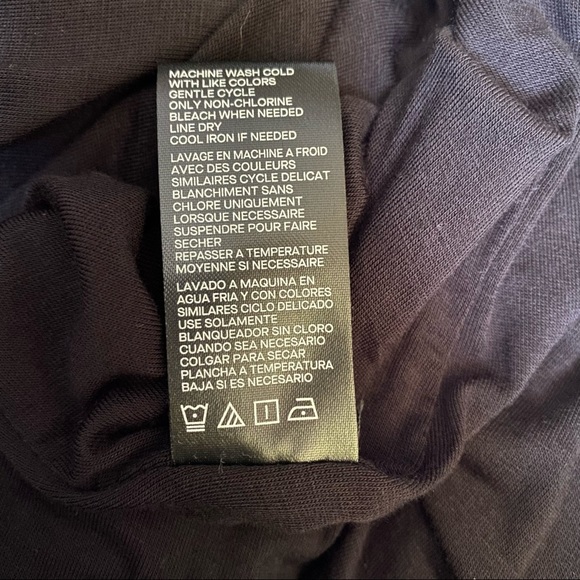 MACHINE WASH COLD
WITH LIKE COLORS
GENTLE CYCLE
ONLY NON-CHLORINE
BLEACH WHEN NEEDED
LINE DRY
COOL IRON IF NEEDED
LAVAGE EN MACHINE A FROID
AVEC DES COULEURS
SIMILAIRES CYCLE DELICAT
BLANCHIMENT SANS
CHLORE UNIQUEMENT
LORSQUE NECESSAIRE
SUSPENDRE POUR FAIRE
SECHER
REPASSER A TEMPERATURE
MOYENNE SI NECESSAIRE
LAVADO A MAQUINA EN
AGUA FRIA Y CON COLORES
SIMILARES CICLO DELICADO
USE SOLAMENTE
BLANQUEADOR SIN CLORO
CUANDO SEA NECESARIO
COLGAR PARA SECAR
PLANCHA A TEMPERATURA
BAJA SI ES NECESARIO